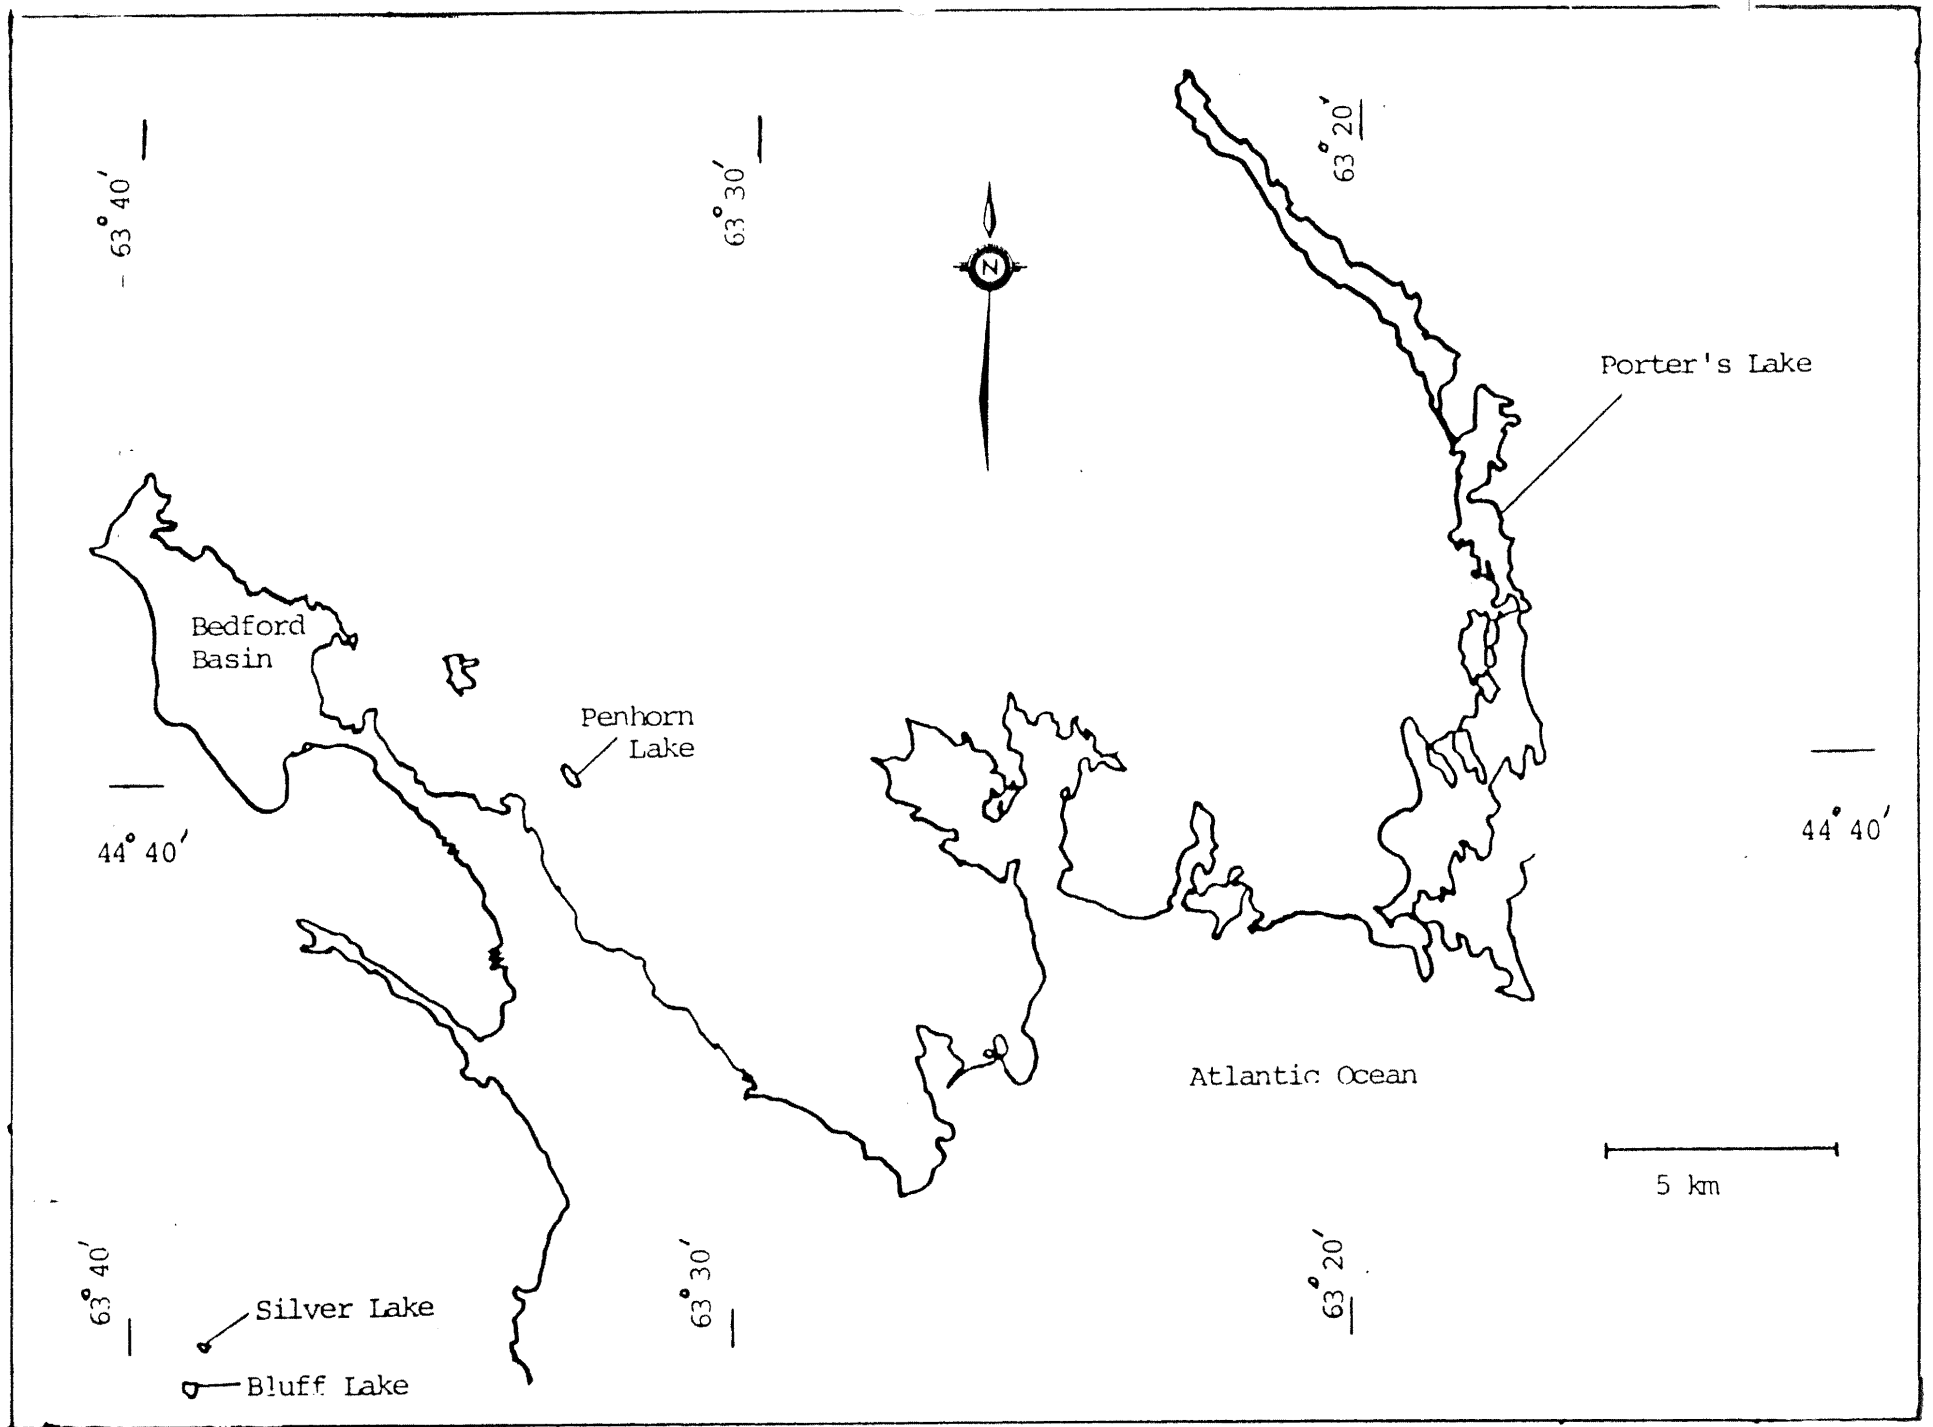 63° 40'
63° 30'
63° 20'
N
Porter's Lake
Bedford
Basin
Penhorn
Lake
44° 40'
44° 40'
Atlantic Ocean
5 km
63° 40'
63° 30'
63° 20'
Silver Lake
Bluff Lake